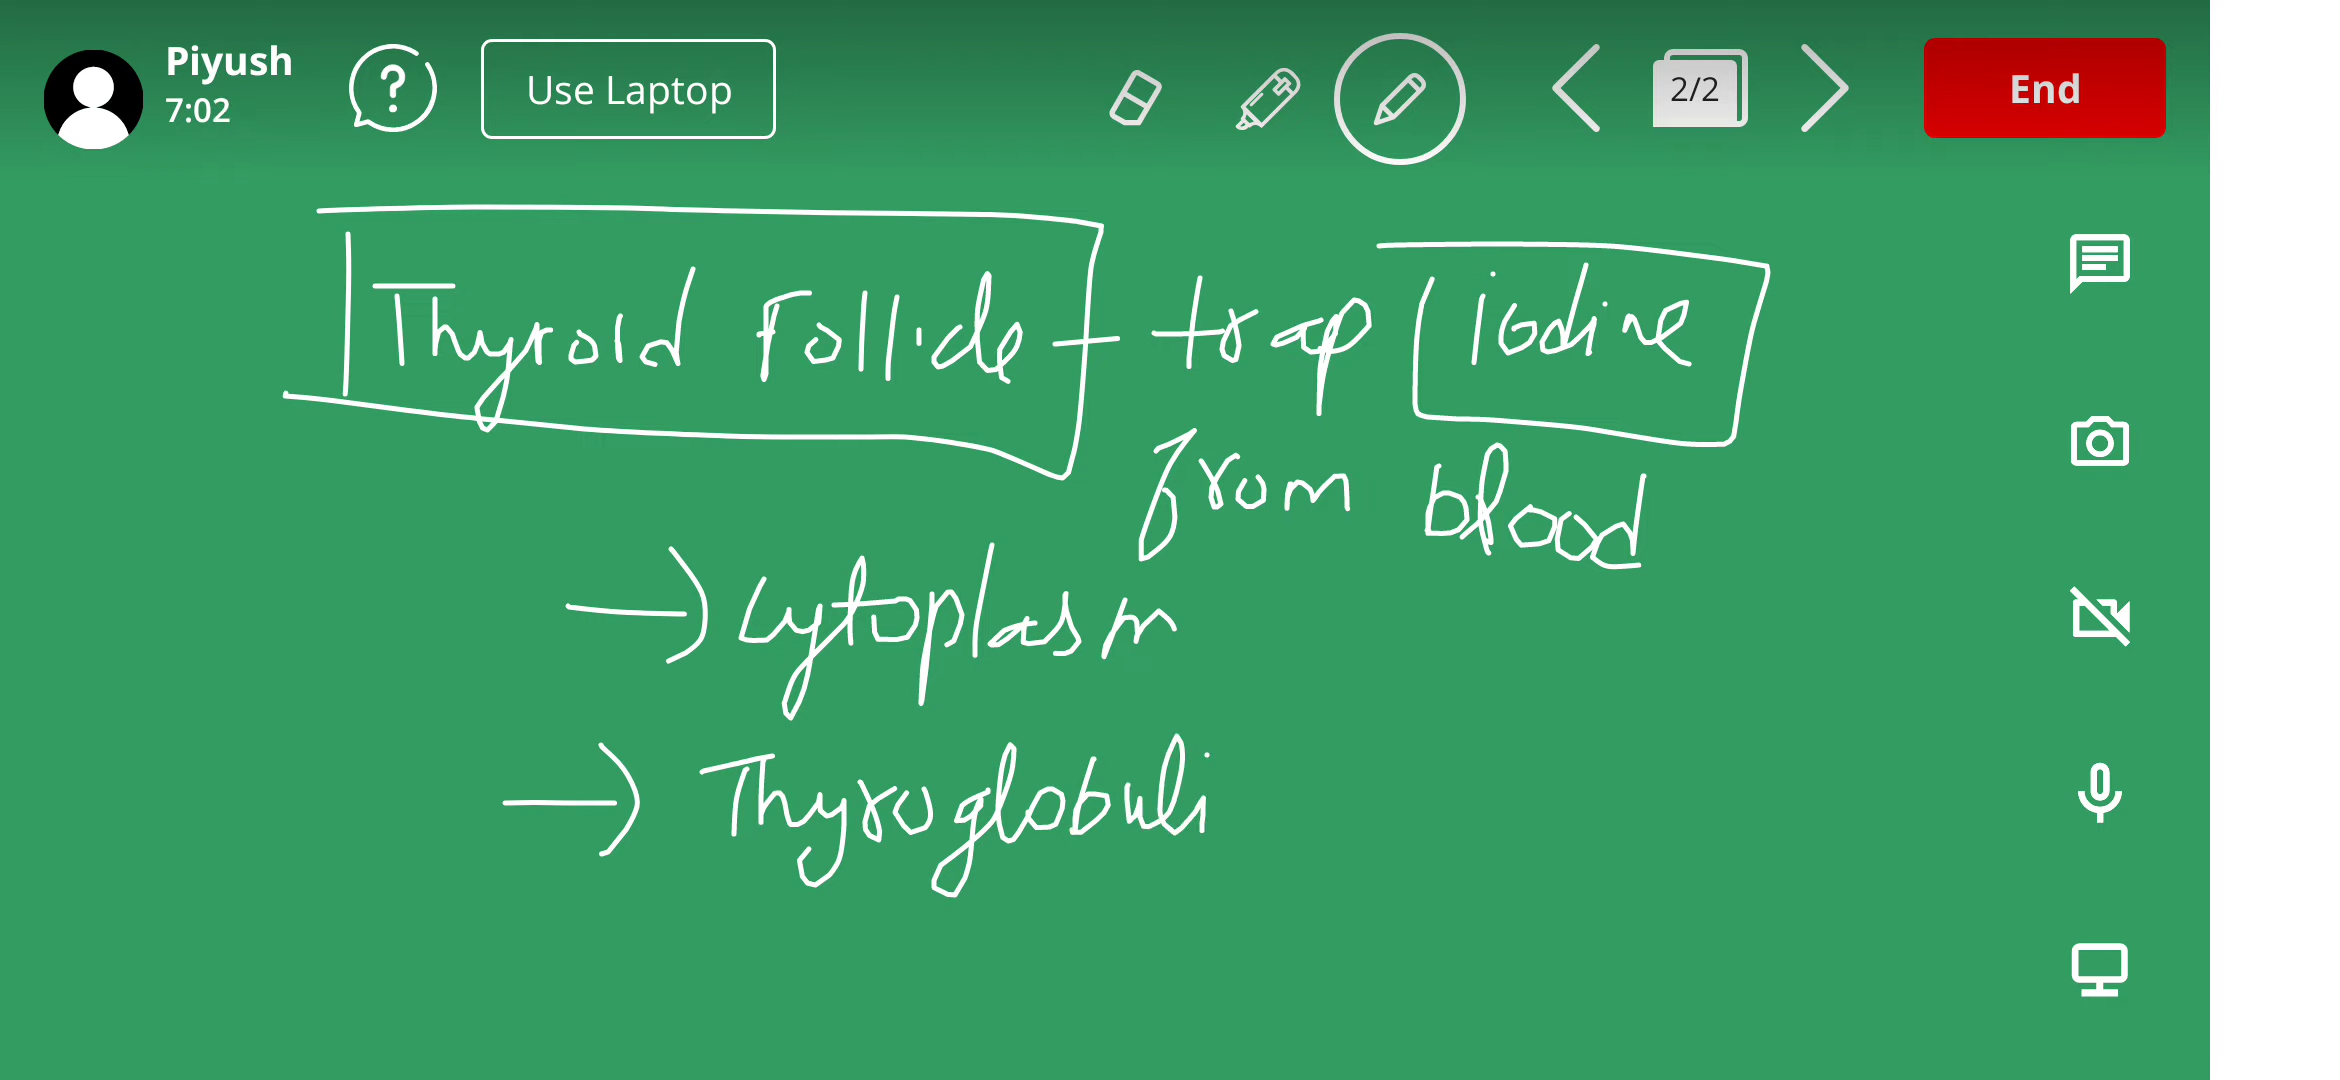 Piyush
7:02
Use Laptop
2/2
End
Thyroid Follicle - trap Iodine
from blood
→ Cytoplasm
→ Thyroglobuli